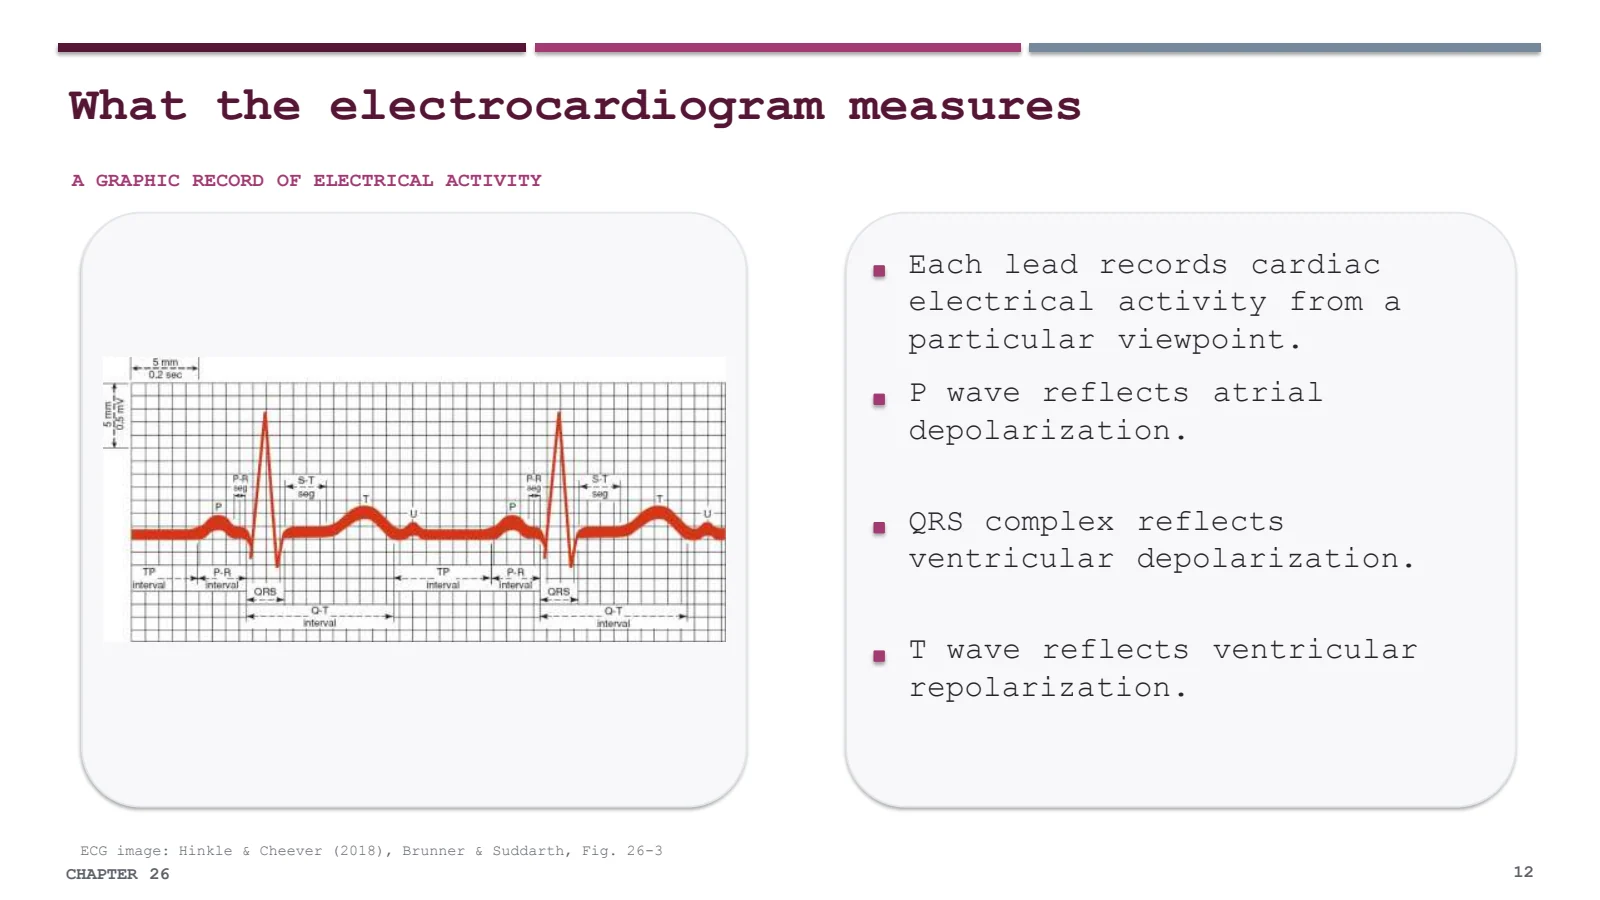 What the electrocardiogram measures
A GRAPHIC RECORD OF ELECTRICAL ACTIVITY
5 mm
0.2 sec
5 mm
0.5 mV
P-R
seg
S-T
seg
P
T
U
P-R
seg
S-T
seg
P
T
U
TP
interval
P-R
interval
QRS
Q-T
interval
TP
interval
P-R
interval
QRS
Q-T
interval
Each lead records cardiac
electrical activity from a
particular viewpoint.
P wave reflects atrial
depolarization.
QRS complex reflects
ventricular depolarization.
T wave reflects ventricular
repolarization.
ECG image: Hinkle & Cheever (2018), Brunner & Suddarth, Fig. 26-3
CHAPTER 26
12